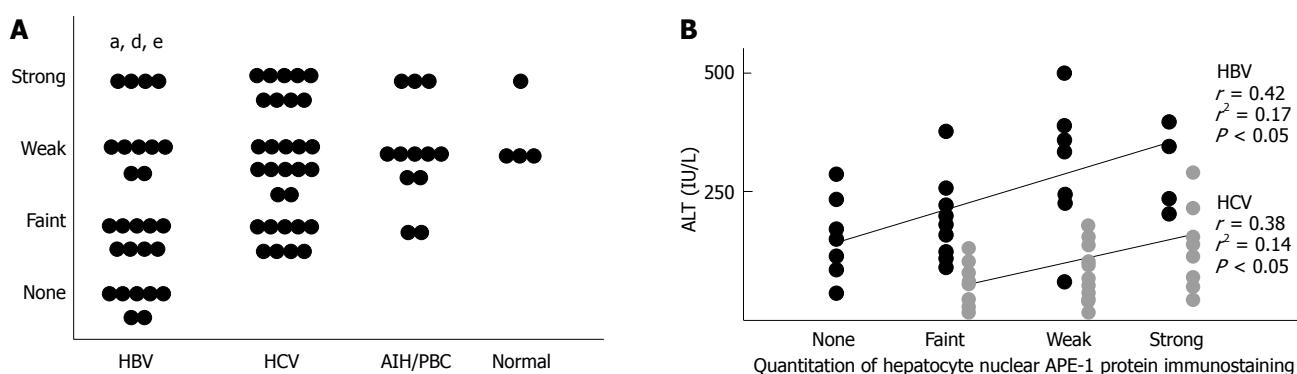 A
a, d, e
Strong
Weak
Faint
None
HBV HCV AIH/PBC Normal
B
500
250
ALT (IU/L)
HBV
r = 0.42
r² = 0.17
P < 0.05
HCV
r = 0.38
r² = 0.14
P < 0.05
None Faint Weak Strong
Quantitation of hepatocyte nuclear APE-1 protein immunostaining